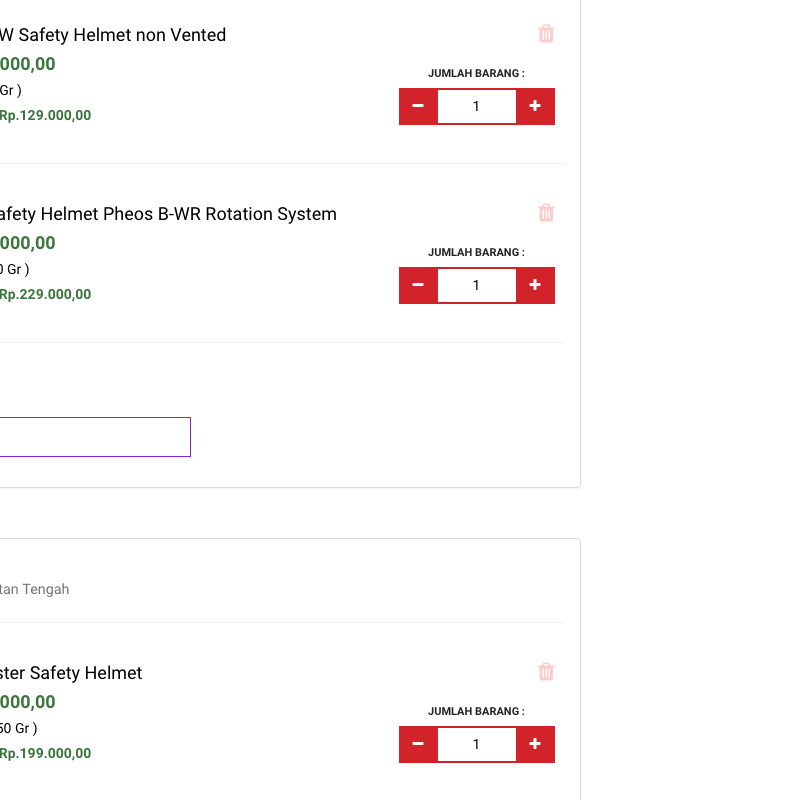 W Safety Helmet non Vented
000,00
JUMLAH BARANG :
Gr )
1
Rp.129.000,00
afety Helmet Pheos B-WR Rotation System
000,00
JUMLAH BARANG :
0 Gr )
1
Rp.229.000,00
tan Tengah
ster Safety Helmet
000,00
JUMLAH BARANG :
50 Gr )
1
Rp.199.000,00